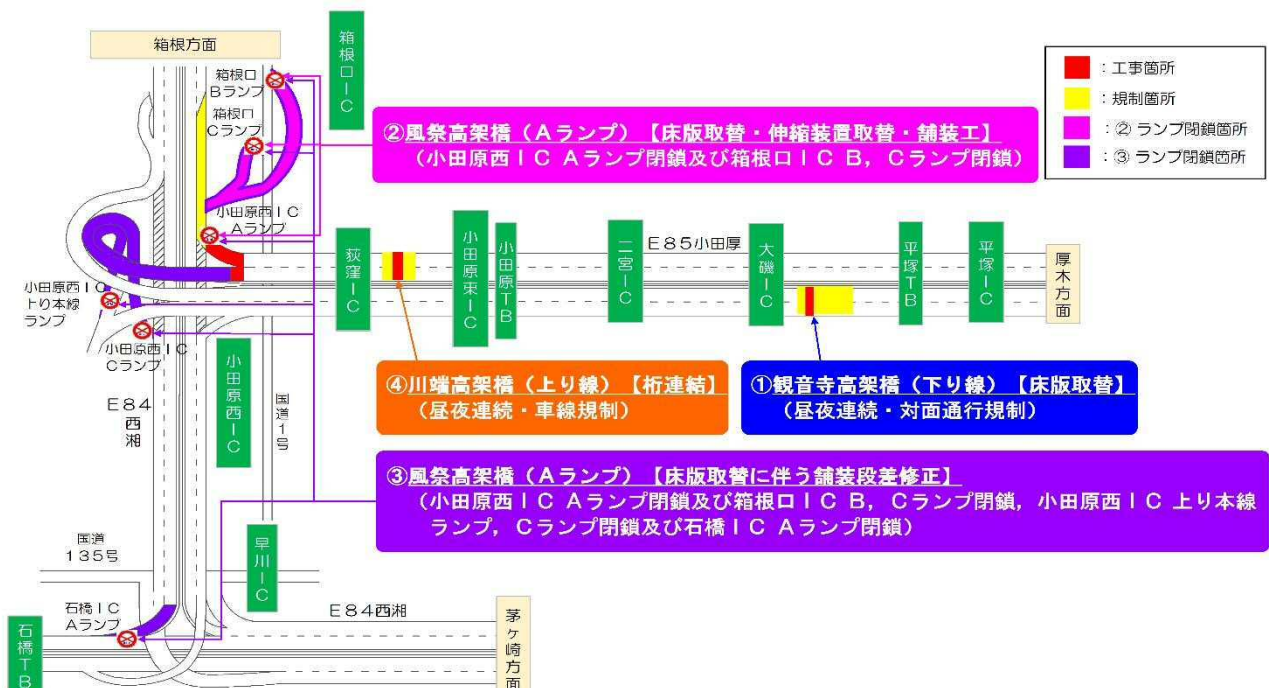 箱根方面
箱根口IC
箱根口
Bランプ
箱根口
Cランプ
:工事箇所
:規制箇所
:② ランプ閉鎖箇所
:③ ランプ閉鎖箇所
②風祭高架橋(Aランプ)【床版取替・伸縮装置取替・舗装工】
(小田原西IC Aランプ閉鎖及び箱根口IC B,Cランプ閉鎖)
小田原西IC
Aランプ
荻窪IC
小田原東IC
小田原TB
二宮IC
E85小田厚
大磯IC
平塚TB
平塚IC
厚木方面
小田原西IC
上り本線
ランプ
小田原西IC
Cランプ
④川端高架橋(上り線)【桁連結】
(昼夜連続・車線規制)
①観音寺高架橋(下り線)【床版取替】
(昼夜連続・対面通行規制)
小田原西IC
国道1号
E84
西湘
③風祭高架橋(Aランプ)【床版取替に伴う舗装段差修正】
(小田原西IC Aランプ閉鎖及び箱根口IC B,Cランプ閉鎖,小田原西IC 上り本線
ランプ,Cランプ閉鎖及び石橋IC Aランプ閉鎖)
国道
135号
早川IC
石橋IC
Aランプ
E84西湘
石橋TB
茅ヶ崎方面